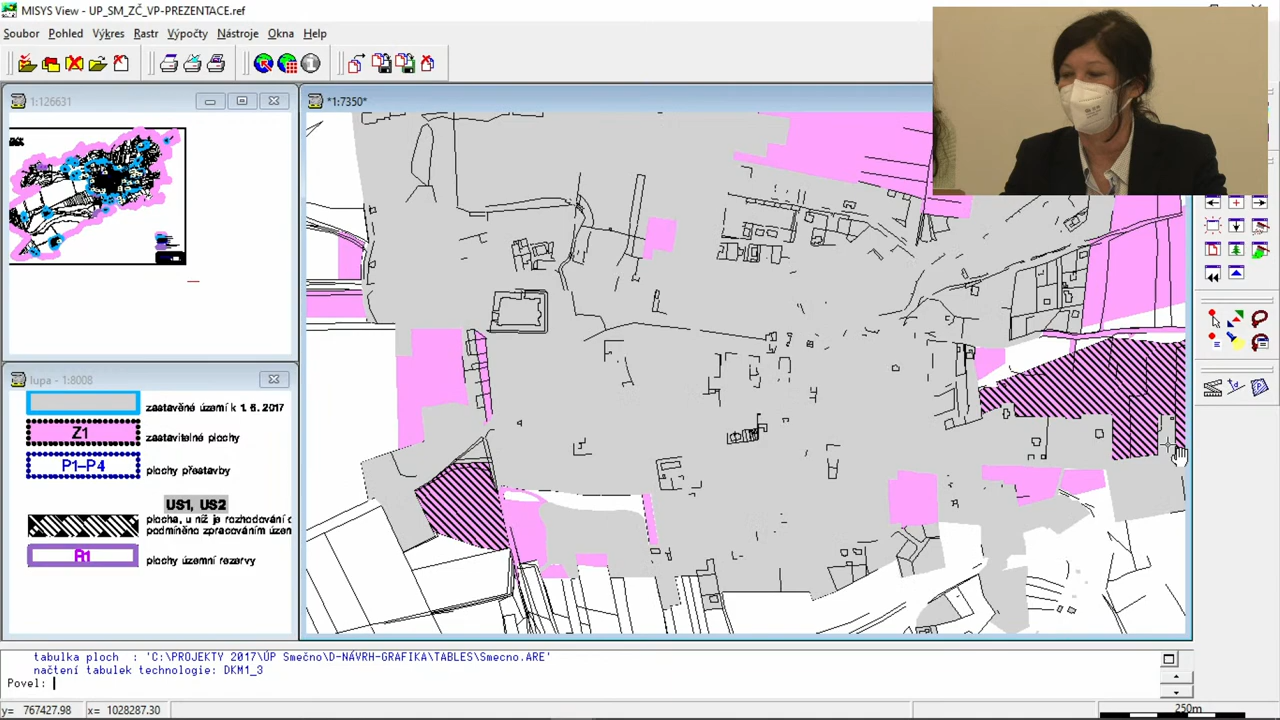 MISYS View - UP_SM_ZČ_VP-PREZENTACE.ref
Soubor Pohled Výkres Rastr Výpočty Nástroje Okna Help
1:126631
*1:7350*
lupa - 1:8008
zastavěné území k 1. 6. 2017
Z1 zastavitelné plochy
P1-P4 plochy přestavby
US1, US2
plocha, u níž je rozhodování o
podmíněno zpracováním územ
R1 plochy územní rezervy
tabulka ploch : 'C:\PROJEKTY 2017\ÚP Smečno\D-NÁVRH-GRAFIKA\TABLES\Smecno.ARE'
načtení tabulek technologie: DKM1_3
Povel:
y= 767427.98 x= 1028287.30 250m